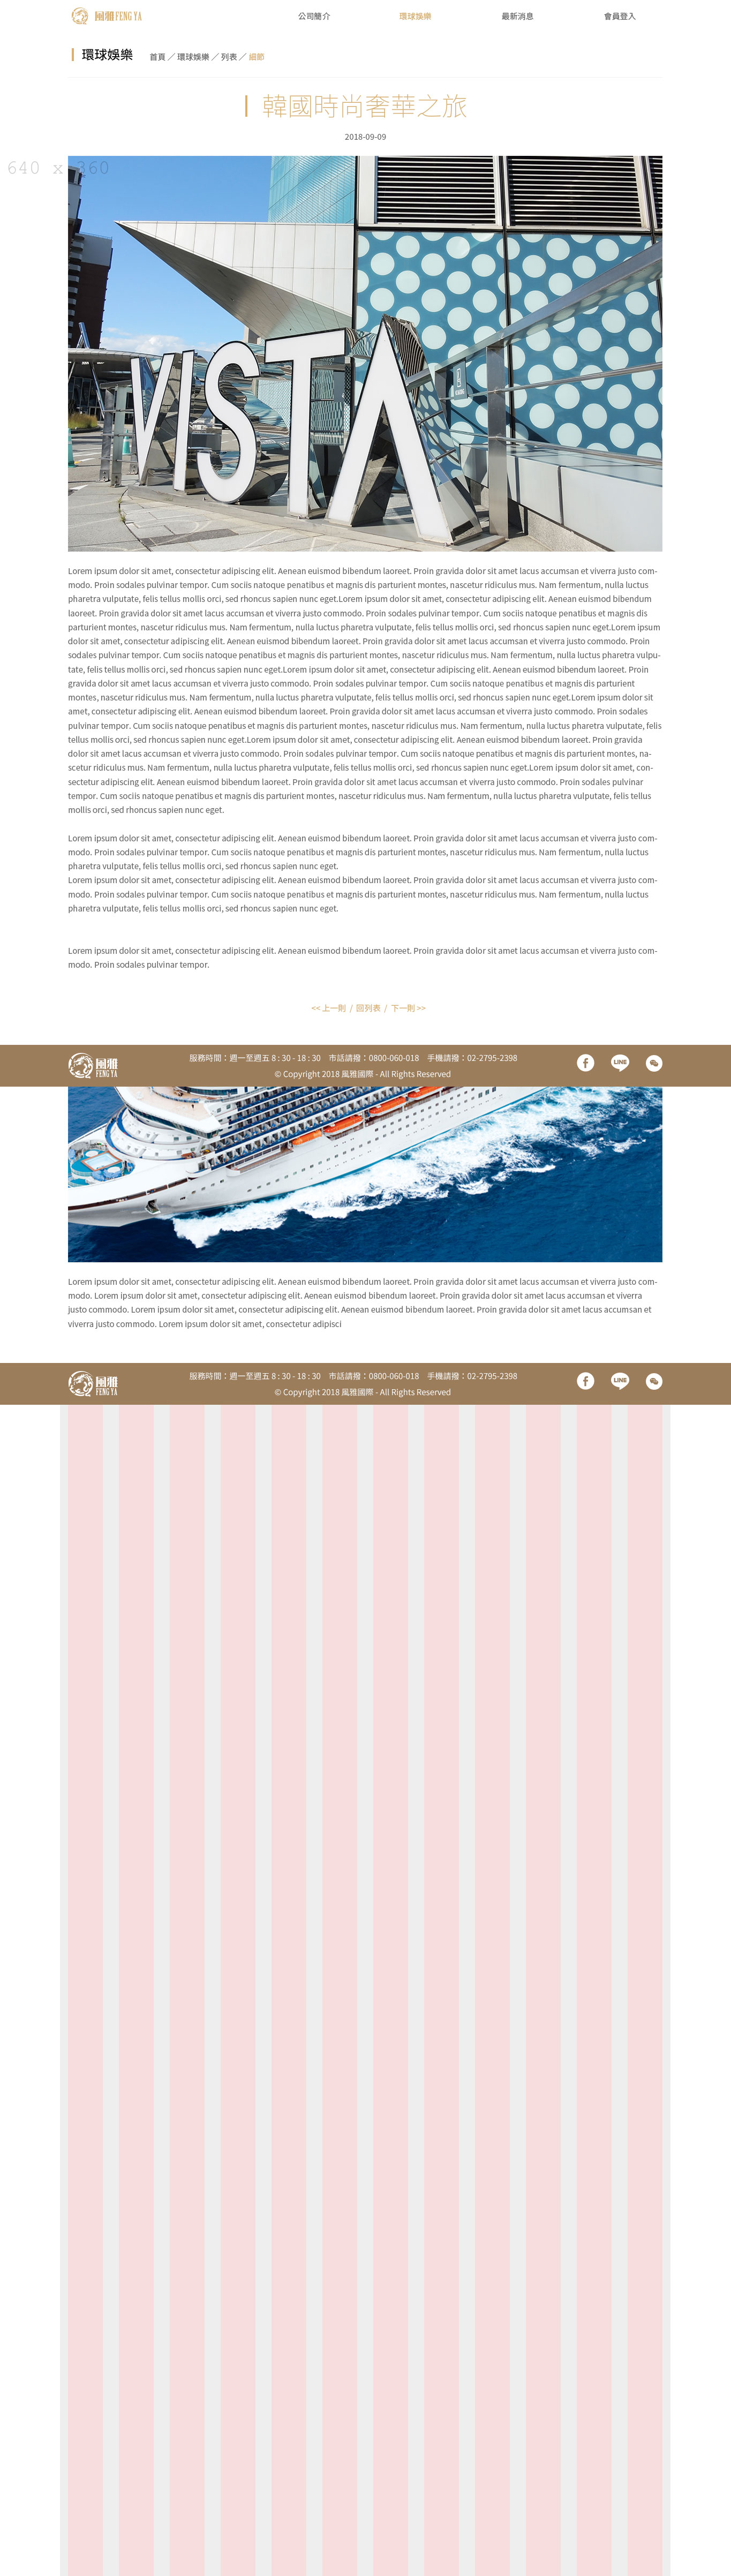 風雅 FENG YA 公司簡介 環球娛樂 最新消息 會員登入
環球娛樂 首頁 ／ 環球娛樂 ／ 列表 ／ 細節
韓國時尚奢華之旅
2018-09-09
640 x 360
VISTA
Lorem ipsum dolor sit amet, consectetur adipiscing elit. Aenean euismod bibendum laoreet. Proin gravida dolor sit amet lacus accumsan et viverra justo com-
modo. Proin sodales pulvinar tempor. Cum sociis natoque penatibus et magnis dis parturient montes, nascetur ridiculus mus. Nam fermentum, nulla luctus
pharetra vulputate, felis tellus mollis orci, sed rhoncus sapien nunc eget.Lorem ipsum dolor sit amet, consectetur adipiscing elit. Aenean euismod bibendum
laoreet. Proin gravida dolor sit amet lacus accumsan et viverra justo commodo. Proin sodales pulvinar tempor. Cum sociis natoque penatibus et magnis dis
parturient montes, nascetur ridiculus mus. Nam fermentum, nulla luctus pharetra vulputate, felis tellus mollis orci, sed rhoncus sapien nunc eget.Lorem ipsum
dolor sit amet, consectetur adipiscing elit. Aenean euismod bibendum laoreet. Proin gravida dolor sit amet lacus accumsan et viverra justo commodo. Proin
sodales pulvinar tempor. Cum sociis natoque penatibus et magnis dis parturient montes, nascetur ridiculus mus. Nam fermentum, nulla luctus pharetra vulpu-
tate, felis tellus mollis orci, sed rhoncus sapien nunc eget.Lorem ipsum dolor sit amet, consectetur adipiscing elit. Aenean euismod bibendum laoreet. Proin
gravida dolor sit amet lacus accumsan et viverra justo commodo. Proin sodales pulvinar tempor. Cum sociis natoque penatibus et magnis dis parturient
montes, nascetur ridiculus mus. Nam fermentum, nulla luctus pharetra vulputate, felis tellus mollis orci, sed rhoncus sapien nunc eget.Lorem ipsum dolor sit
amet, consectetur adipiscing elit. Aenean euismod bibendum laoreet. Proin gravida dolor sit amet lacus accumsan et viverra justo commodo. Proin sodales
pulvinar tempor. Cum sociis natoque penatibus et magnis dis parturient montes, nascetur ridiculus mus. Nam fermentum, nulla luctus pharetra vulputate, felis
tellus mollis orci, sed rhoncus sapien nunc eget.Lorem ipsum dolor sit amet, consectetur adipiscing elit. Aenean euismod bibendum laoreet. Proin gravida
dolor sit amet lacus accumsan et viverra justo commodo. Proin sodales pulvinar tempor. Cum sociis natoque penatibus et magnis dis parturient montes, na-
scetur ridiculus mus. Nam fermentum, nulla luctus pharetra vulputate, felis tellus mollis orci, sed rhoncus sapien nunc eget.Lorem ipsum dolor sit amet, con-
sectetur adipiscing elit. Aenean euismod bibendum laoreet. Proin gravida dolor sit amet lacus accumsan et viverra justo commodo. Proin sodales pulvinar
tempor. Cum sociis natoque penatibus et magnis dis parturient montes, nascetur ridiculus mus. Nam fermentum, nulla luctus pharetra vulputate, felis tellus
mollis orci, sed rhoncus sapien nunc eget.
Lorem ipsum dolor sit amet, consectetur adipiscing elit. Aenean euismod bibendum laoreet. Proin gravida dolor sit amet lacus accumsan et viverra justo com-
modo. Proin sodales pulvinar tempor. Cum sociis natoque penatibus et magnis dis parturient montes, nascetur ridiculus mus. Nam fermentum, nulla luctus
pharetra vulputate, felis tellus mollis orci, sed rhoncus sapien nunc eget.
Lorem ipsum dolor sit amet, consectetur adipiscing elit. Aenean euismod bibendum laoreet. Proin gravida dolor sit amet lacus accumsan et viverra justo com-
modo. Proin sodales pulvinar tempor. Cum sociis natoque penatibus et magnis dis parturient montes, nascetur ridiculus mus. Nam fermentum, nulla luctus
pharetra vulputate, felis tellus mollis orci, sed rhoncus sapien nunc eget.
Lorem ipsum dolor sit amet, consectetur adipiscing elit. Aenean euismod bibendum laoreet. Proin gravida dolor sit amet lacus accumsan et viverra justo com-
modo. Proin sodales pulvinar tempor.
<< 上一則 / 回列表 / 下一則 >>
風雅 FENG YA 服務時間：週一至週五 8 : 30 - 18 : 30 市話請撥：0800-060-018 手機請撥：02-2795-2398 LINE
© Copyright 2018 風雅國際 - All Rights Reserved
Lorem ipsum dolor sit amet, consectetur adipiscing elit. Aenean euismod bibendum laoreet. Proin gravida dolor sit amet lacus accumsan et viverra justo com-
modo. Lorem ipsum dolor sit amet, consectetur adipiscing elit. Aenean euismod bibendum laoreet. Proin gravida dolor sit amet lacus accumsan et viverra
justo commodo. Lorem ipsum dolor sit amet, consectetur adipiscing elit. Aenean euismod bibendum laoreet. Proin gravida dolor sit amet lacus accumsan et
viverra justo commodo. Lorem ipsum dolor sit amet, consectetur adipisci
風雅 FENG YA 服務時間：週一至週五 8 : 30 - 18 : 30 市話請撥：0800-060-018 手機請撥：02-2795-2398 LINE
© Copyright 2018 風雅國際 - All Rights Reserved